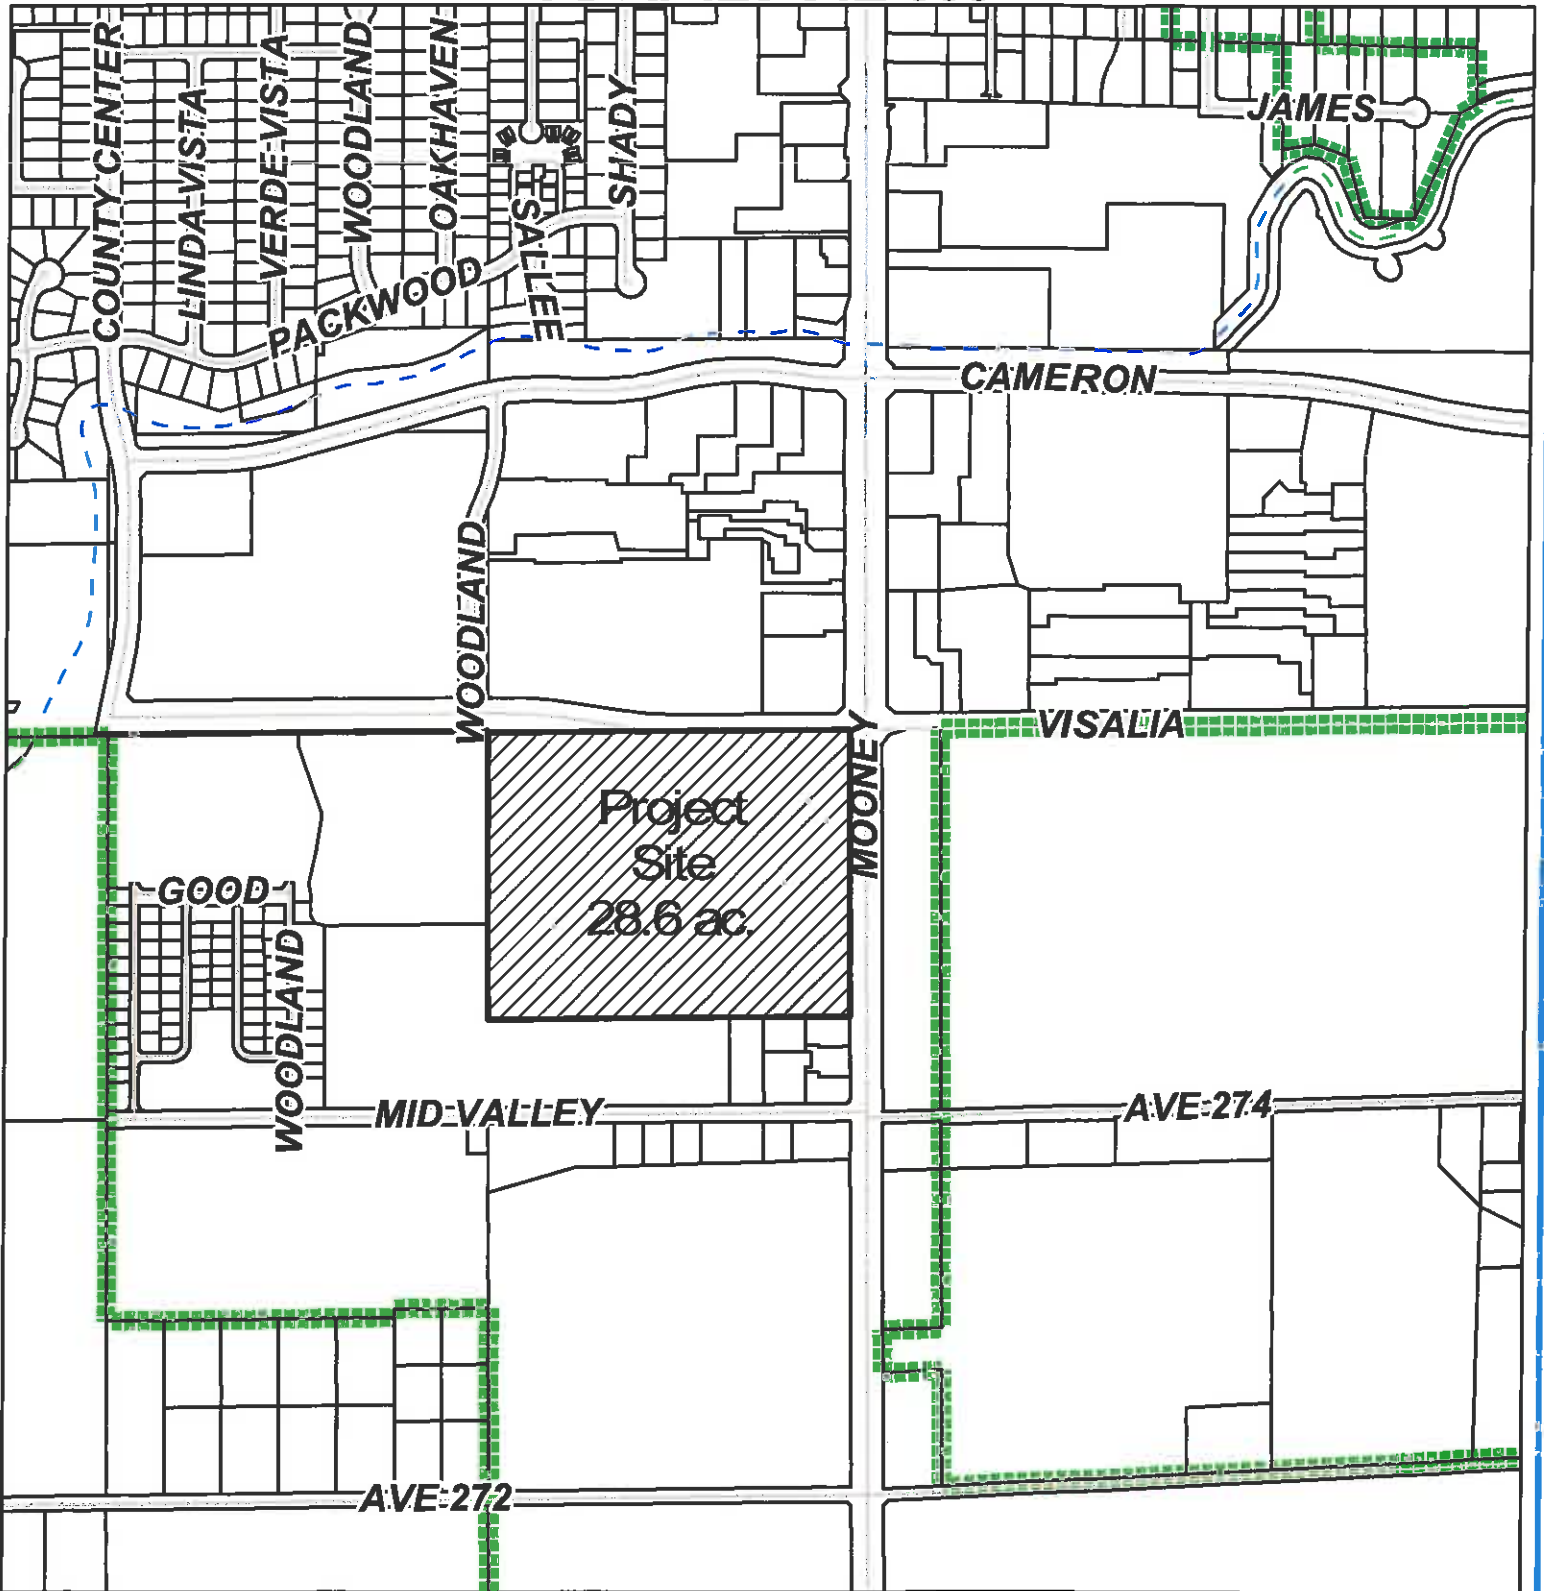 COUNTY CENTER
LINDA VISTA
VERDE VISTA
WOODLAND
OAKHAVEN
SALLEE
SHADY
JAMES
PACKWOOD
CAMERON
WOODLAND
VISALIA
MOONEY
Project
Site
28.6 ac.
GOOD
WOODLAND
MID VALLEY
AVE 274
AVE 272